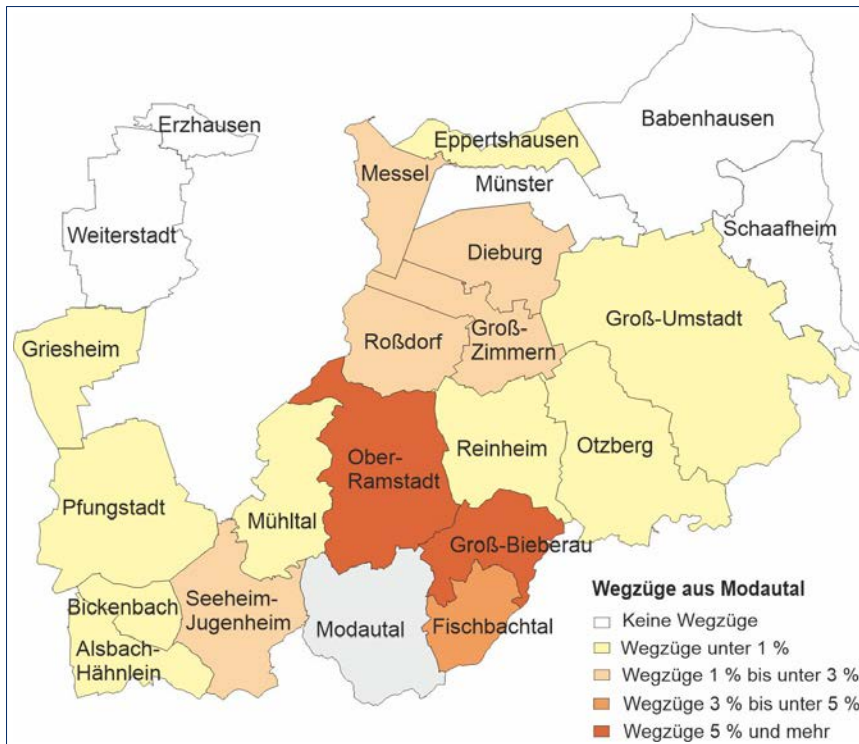 Erzhausen
Babenhausen
Eppertshausen
Messel
Münster
Weiterstadt
Schaafheim
Dieburg
Groß-Umstadt
Griesheim
Roßdorf
Groß-
Zimmern
Ober-
Ramstadt
Reinheim
Otzberg
Pfungstadt
Mühltal
Groß-Bieberau
Bickenbach
Seeheim-
Jugenheim
Alsbach-
Hähnlein
Modautal
Fischbachtal
Wegzüge aus Modautal
Keine Wegzüge
Wegzüge unter 1 %
Wegzüge 1 % bis unter 3 %
Wegzüge 3 % bis unter 5 %
Wegzüge 5 % und mehr